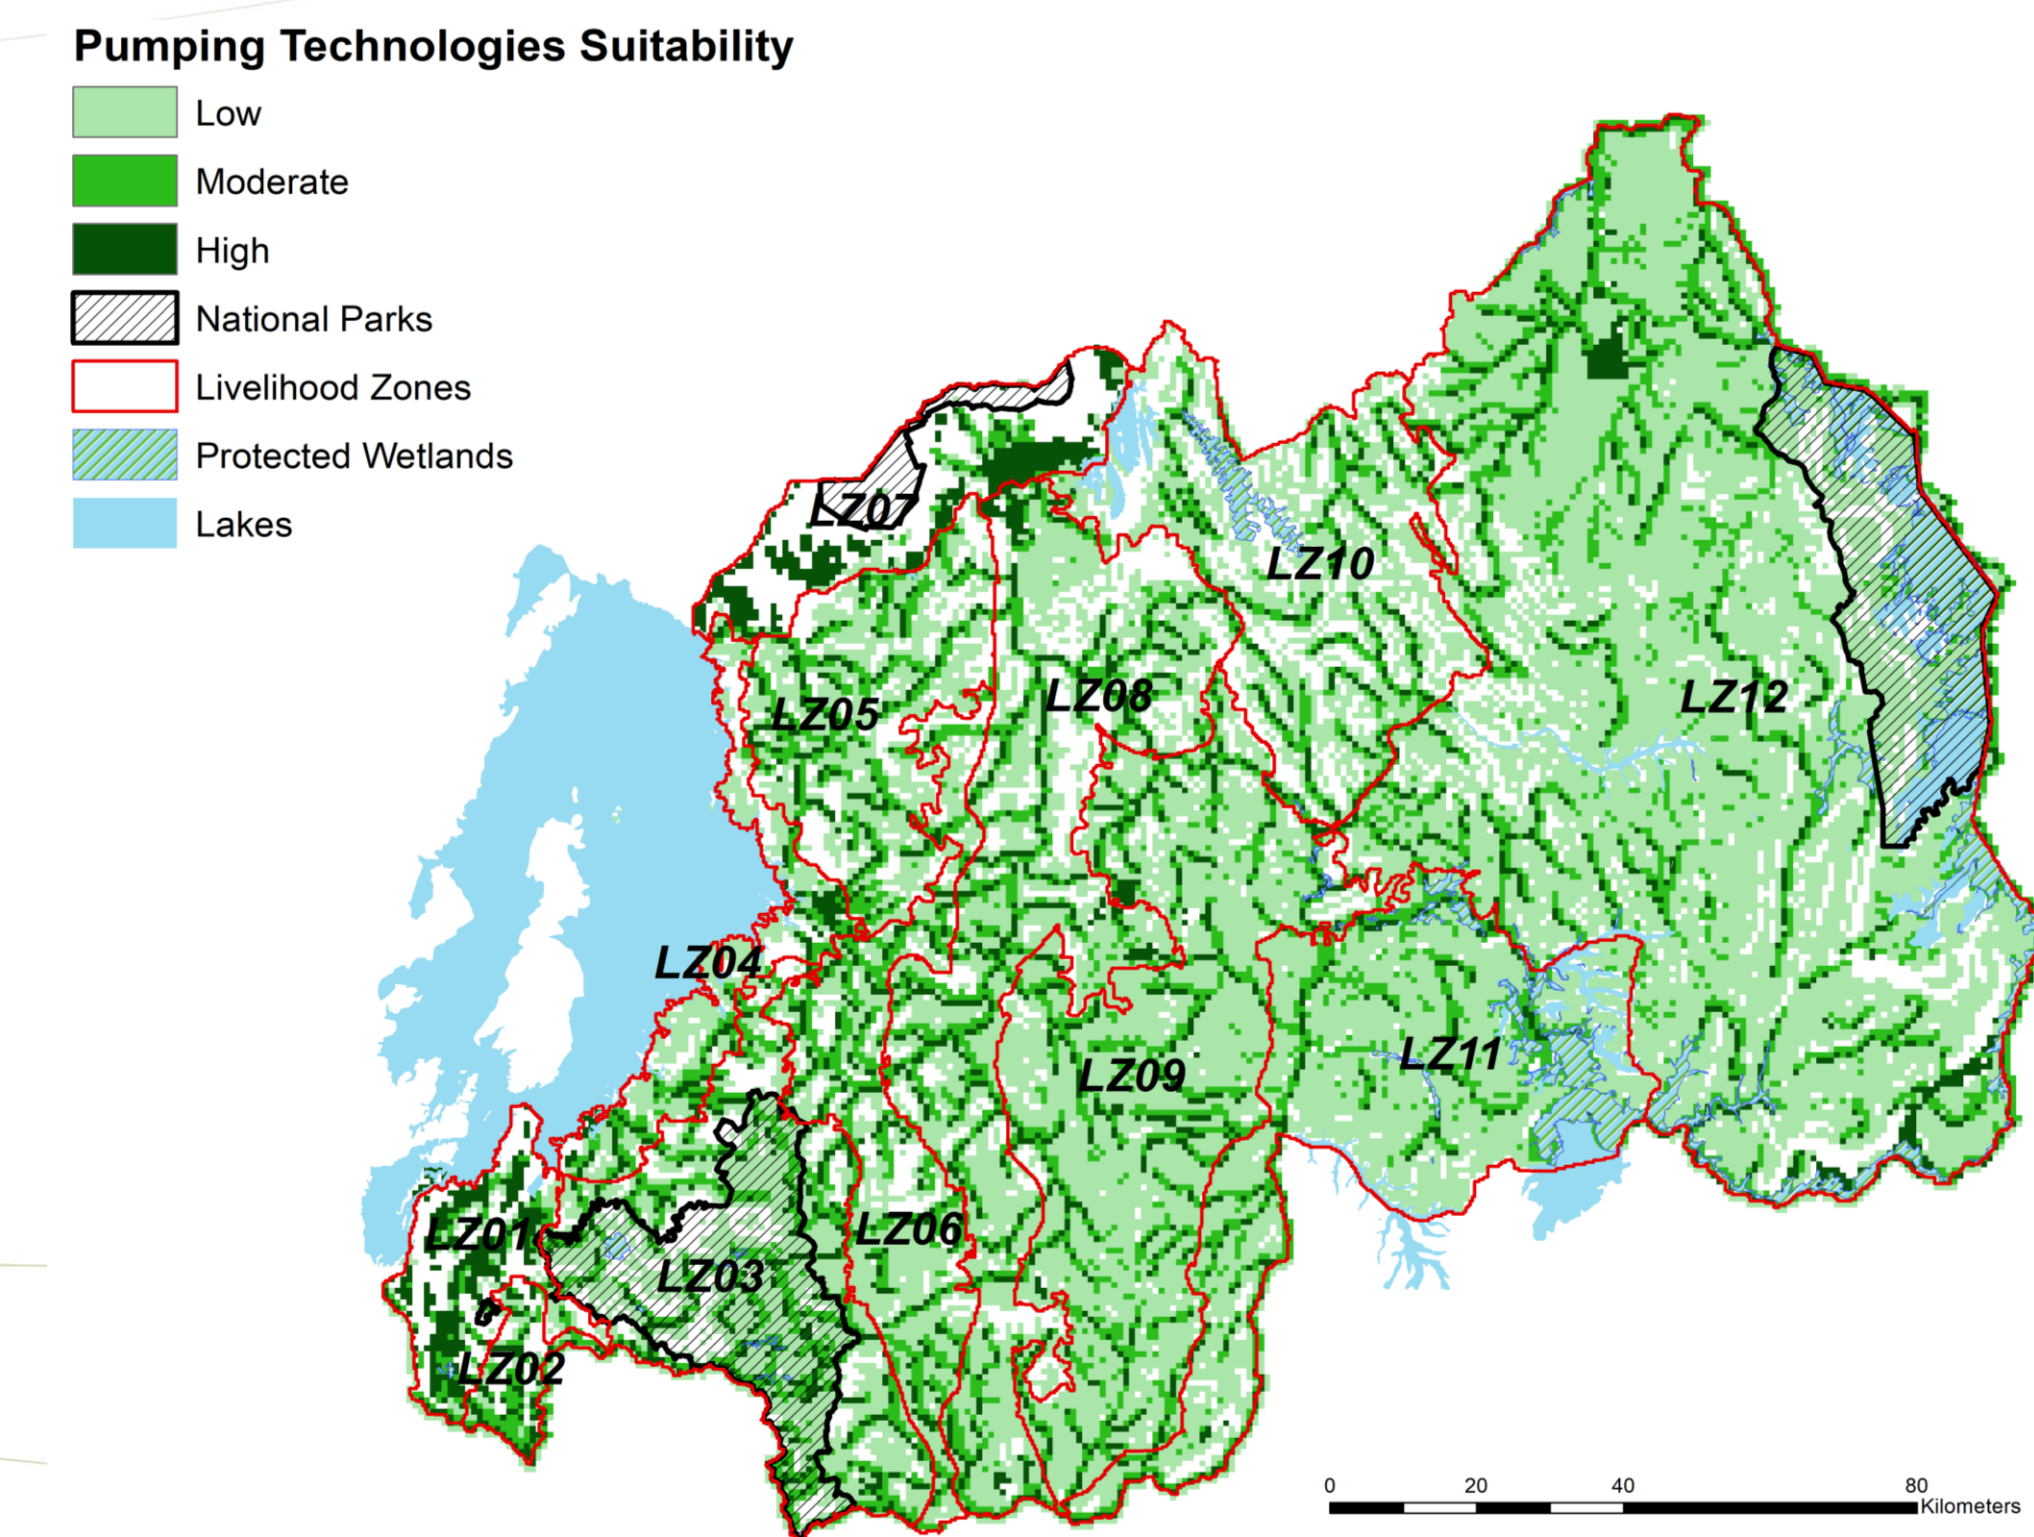 Pumping Technologies Suitability
Low
Moderate
High
National Parks
Livelihood Zones
Protected Wetlands
Lakes
LZ07
LZ10
LZ05
LZ08
LZ12
LZ04
LZ11
LZ09
LZ01
LZ06
LZ03
LZ02
0 20 40 80
Kilometers